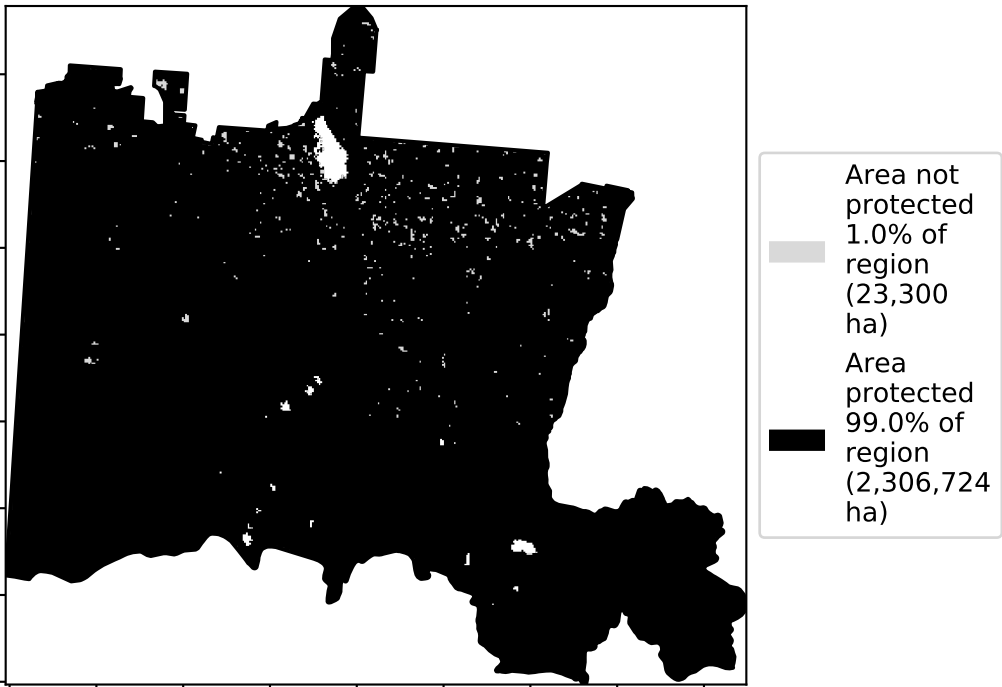 Area not
protected
1.0% of
region
(23,300
ha)
Area
protected
99.0% of
region
(2,306,724
ha)